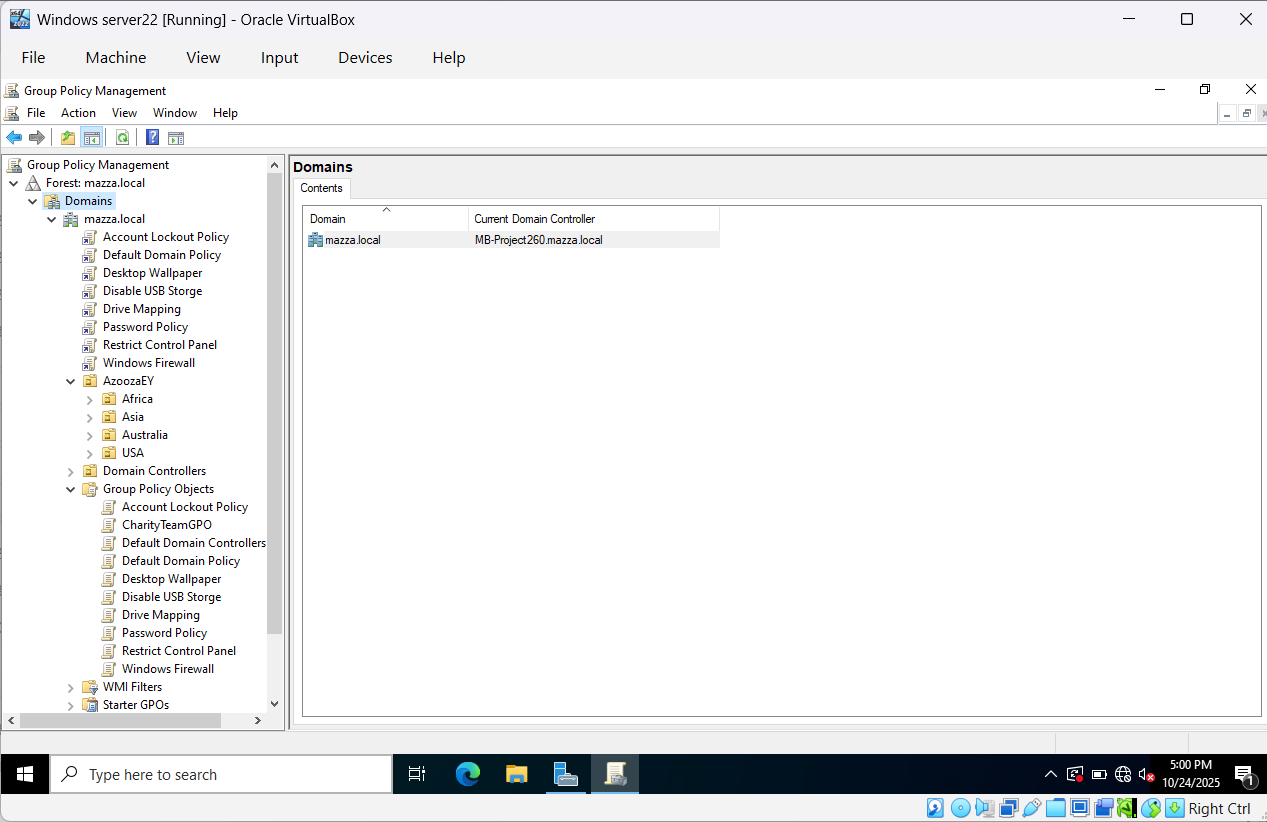 Windows server22 [Running] - Oracle VirtualBox
File Machine View Input Devices Help
Group Policy Management
File Action View Window Help
Group Policy Management
Forest: mazza.local
Domains
mazza.local
Account Lockout Policy
Default Domain Policy
Desktop Wallpaper
Disable USB Storge
Drive Mapping
Password Policy
Restrict Control Panel
Windows Firewall
AzoozaEY
Africa
Asia
Australia
USA
Domain Controllers
Group Policy Objects
Account Lockout Policy
CharityTeamGPO
Default Domain Controllers
Default Domain Policy
Desktop Wallpaper
Disable USB Storge
Drive Mapping
Password Policy
Restrict Control Panel
Windows Firewall
WMI Filters
Starter GPOs
Domains
Contents
Domain Current Domain Controller
mazza.local MB-Project260.mazza.local
Type here to search
5:00 PM
10/24/2025
1
Right Ctrl